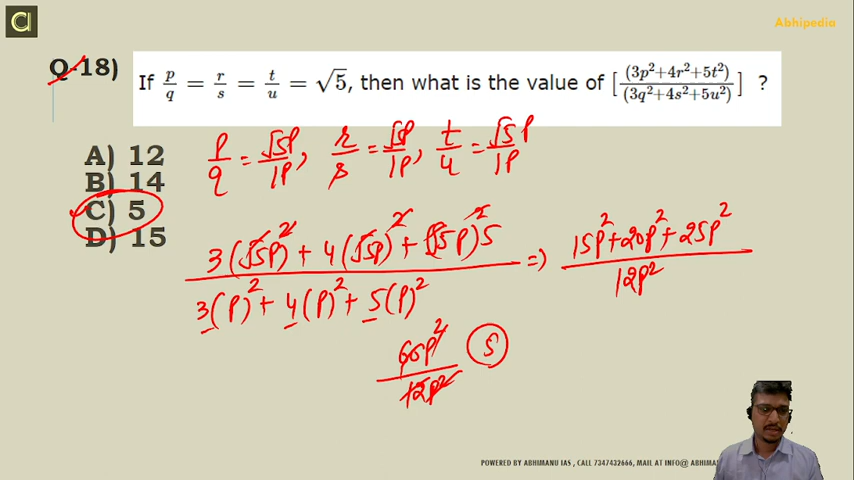 Abhipedia
Q-18)
If p/q = r/s = t/u = √5, then what is the value of [(3p²+4r²+5t²)/(3q²+4s²+5u²)] ?
A) 12
B) 14
C) 5
D) 15
p/q = √5p/1p, r/s = √5p/1p, t/u = √5p/1p
3(√5p)² + 4(√5p)² + (√5p)²5 / 3(p)² + 4(p)² + 5(p)² => 15p²+20p²+25p² / 12p²
60p²/12p² 5
POWERED BY ABHIMANU IAS , CALL 7347432666, MAIL AT INFO@ ABHIMA